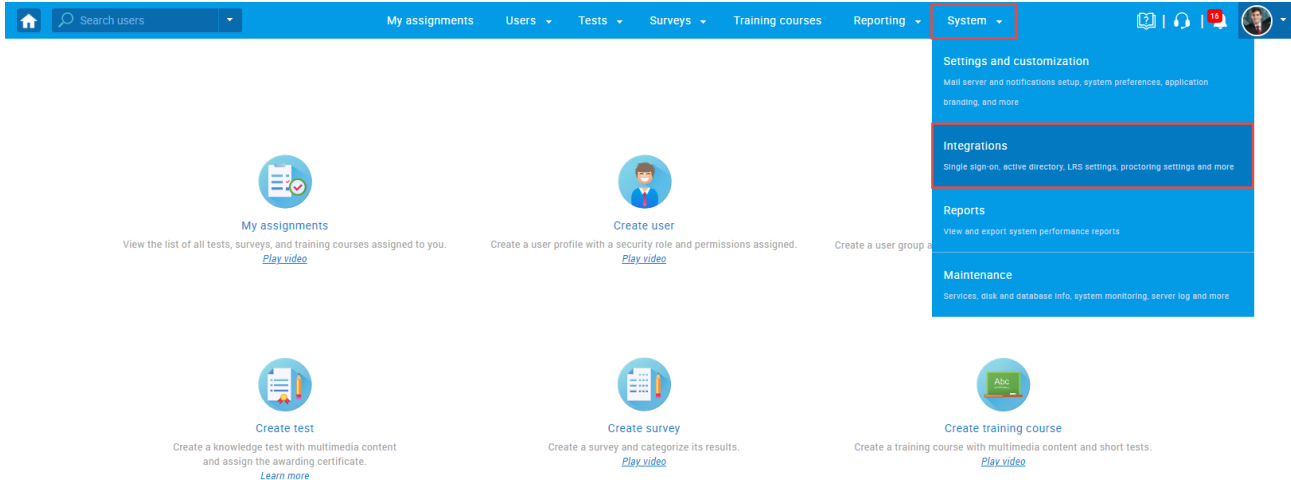 Search users
My assignments
Users
Tests
Surveys
Training courses
Reporting
System
16
Settings and customization
Mail server and notifications setup, system preferences, application
branding, and more
Integrations
Single sign-on, active directory, LRS settings, proctoring settings and more
Reports
View and export system performance reports
Maintenance
Services, disk and database info, system monitoring, server log and more
My assignments
View the list of all tests, surveys, and training courses assigned to you.
Play video
Create user
Create a user profile with a security role and permissions assigned.
Play video
Create a user group a
Create test
Create a knowledge test with multimedia content
and assign the awarding certificate.
Learn more
Create survey
Create a survey and categorize its results.
Play video
Abc
Create training course
Create a training course with multimedia content and short tests.
Play video